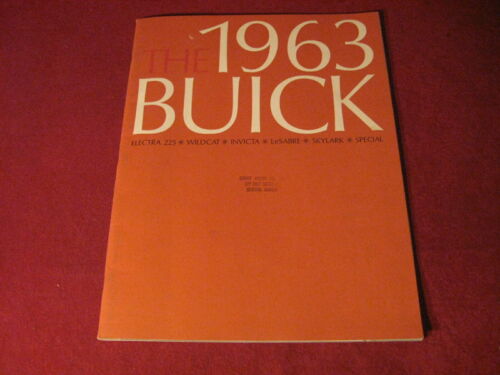 THE 1963
BUICK
ELECTRA 225 * WILDCAT * INVICTA * LeSABRE * SKYLARK * SPECIAL